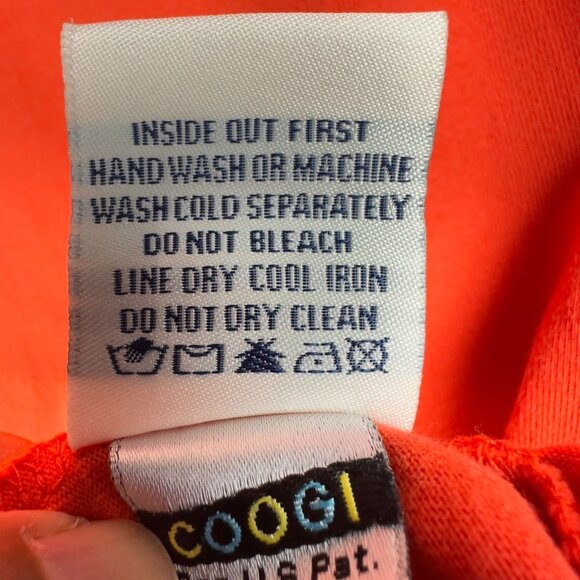 INSIDE OUT FIRST
HAND WASH OR MACHINE
WASH COLD SEPARATELY
DO NOT BLEACH
LINE DRY COOL IRON
DO NOT DRY CLEAN
COOGI
U.S Pat.